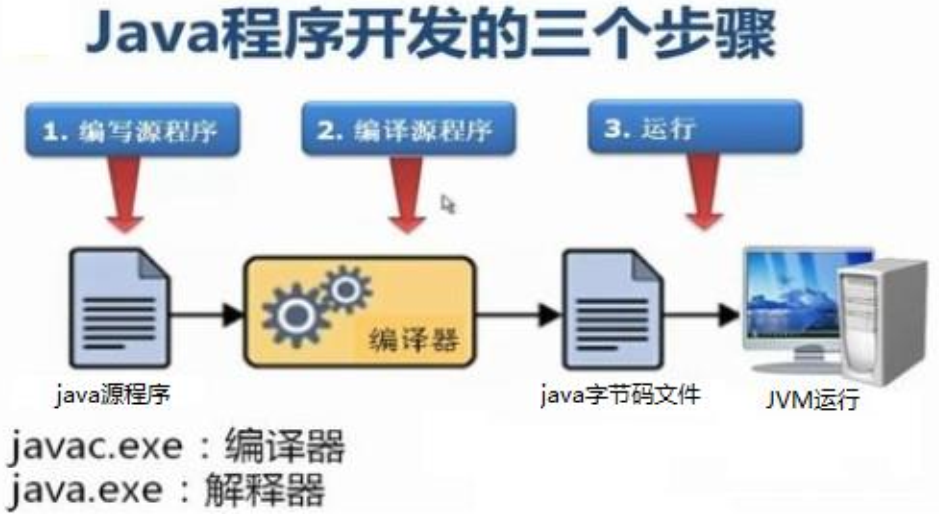 Java程序开发的三个步骤
1. 编写源程序
2. 编译源程序
3. 运行
编译器
java源程序
java字节码文件
JVM运行
javac.exe：编译器
java.exe：解释器